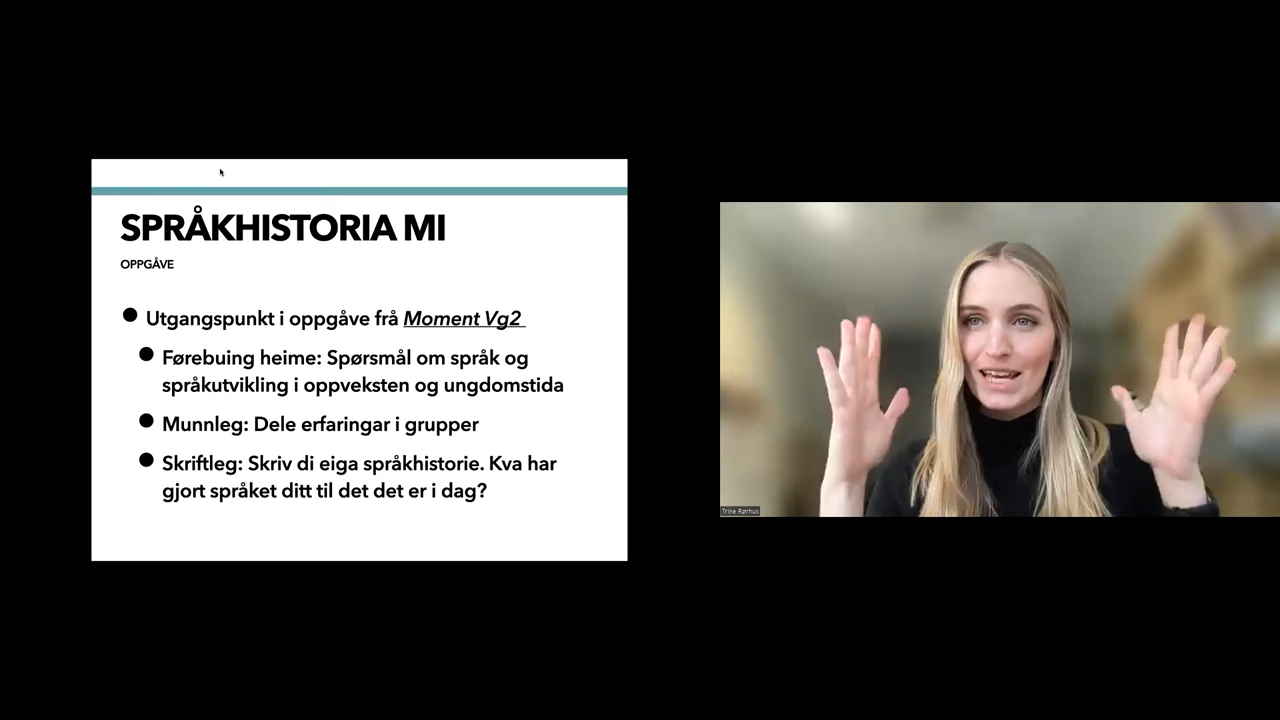 SPRÅKHISTORIA MI
OPPGÅVE
Utgangspunkt i oppgåve frå Moment Vg2
Førebuing heime: Spørsmål om språk og
språkutvikling i oppveksten og ungdomstida
Munnleg: Dele erfaringar i grupper
Skriftleg: Skriv di eiga språkhistorie. Kva har
gjort språket ditt til det det er i dag?
Trine Rørhus